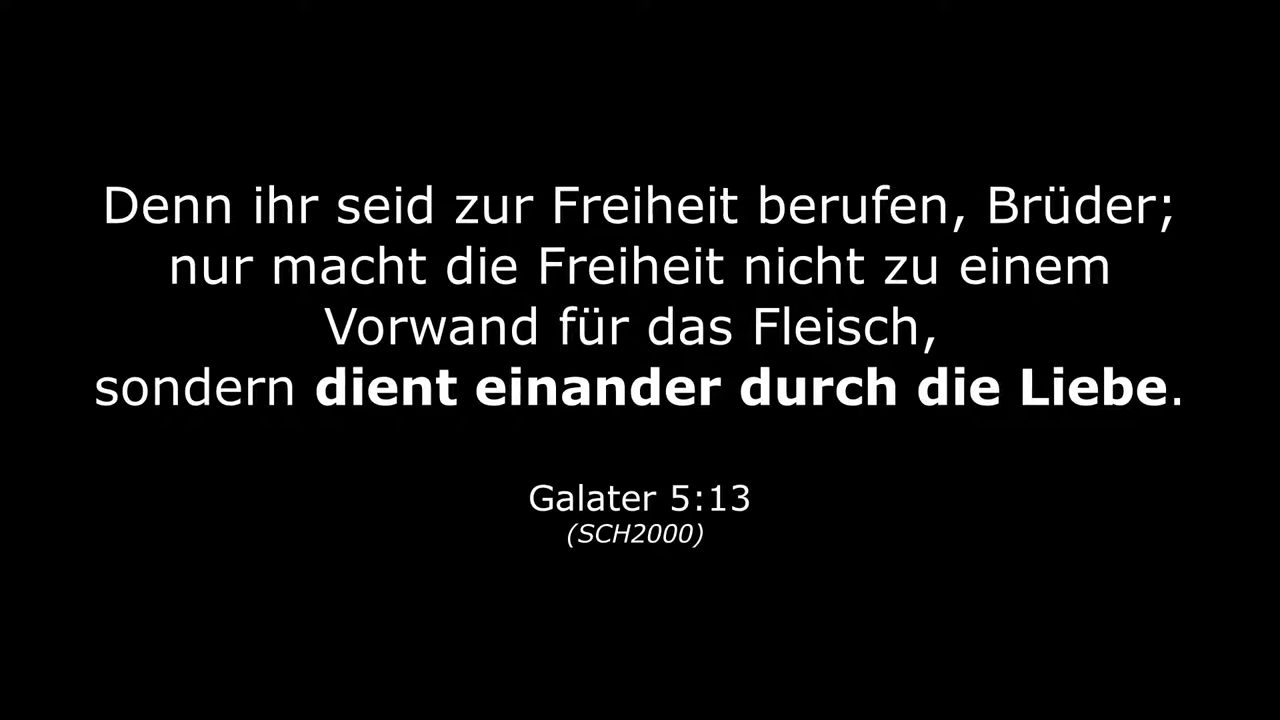 Denn ihr seid zur Freiheit berufen, Brüder;
nur macht die Freiheit nicht zu einem
Vorwand für das Fleisch,
sondern dient einander durch die Liebe.
Galater 5:13
(SCH2000)